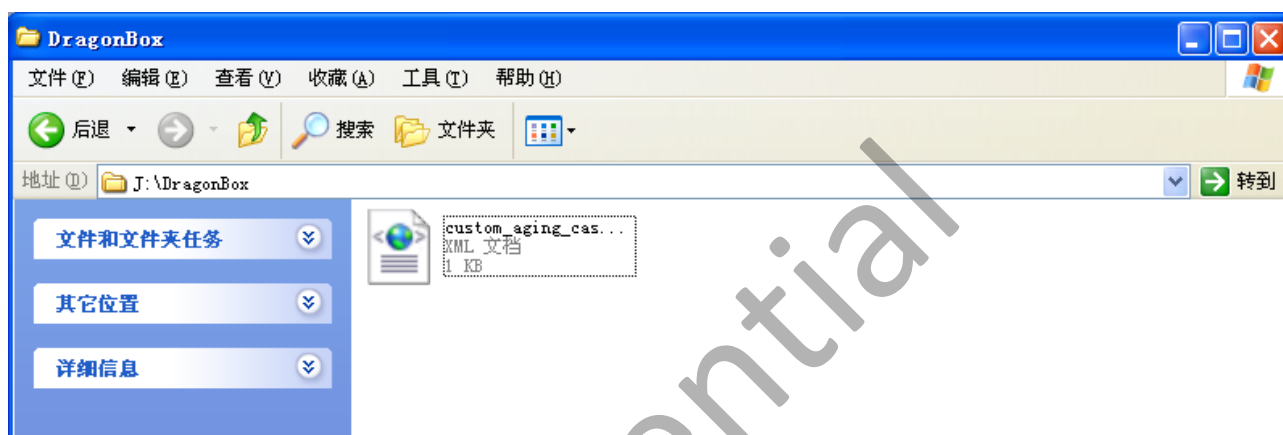 DragonBox
文件(F) 编辑(E) 查看(V) 收藏(A) 工具(T) 帮助(H)
后退 搜索 文件夹
地址(D) J:\DragonBox 转到
文件和文件夹任务
其它位置
详细信息
custom_aging_cas...
XML 文档
1 KB
ential